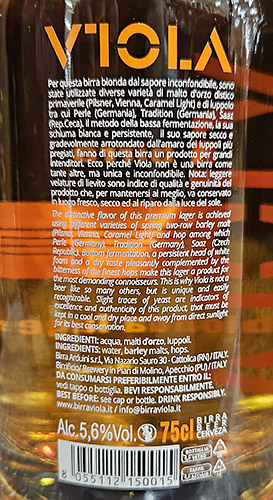 VIOLA
Per questa birra bionda dal sapore inconfondibile, sono
state utilizzate diverse varietà di malto d'orzo distico
primaverile (Pilsner, Vienna, Caramel Light) e di luppolo
tra cui Perle (Germania), Tradition (Germania), Saaz
(Rep.Ceca). Il metodo della bassa fermentazione, la sua
schiuma bianca e persistente, il suo sapore secco e
gradevolmente arrotondato dall'amaro dei luppoli più
pregiati, fanno di questa birra un prodotto per grandi
intenditori. Ecco perché Viola non è una birra come
tante altre, ma unica e inconfondibile. Nota: leggere
velature di lievito sono indice di qualità e genuinità del
prodotto che, per mantenersi al meglio, va conservato
in luogo fresco, secco ed al riparo dalla luce del sole.
The distinctive flavor of this premium lager is achieved
using different varieties of spring two-row barley malt
(Pilsner, Vienna, Caramel Light) and hop among which
Perle (Germany), Tradition (Germany), Saaz (Czech
Republic). Bottom fermentation, a persistent head of white
foam and a dry taste pleasantly complemented by the
bitterness of the finest hops make this lager a product for
the most demanding connoisseurs. This is why Viola is not a
beer like so many others, but is unique and easily
recognizable. Slight traces of yeast are indicators of
excellence and authenticity of this product, that must be
kept in a cool and dry place and away from direct sunlight
for its best conservation.
INGREDIENTI: acqua, malti d'orzo, luppoli.
INGREDIENTS: water, barley malts, hops.
Birra Arduini s.r.l., Via Nazario Sauro 30 - Cattolica (RN) / ITALY.
Birrificio/Brewery in Pian di Molino, Apecchio (PU) / ITALY.
DA CONSUMARSI PREFERIBILMENTE ENTRO IL:
vedi tappo o bottiglia. BEVI RESPONSABILMENTE.
BEST BEFORE: see cap or bottle. DRINK RESPONSIBLY.
www.birraviola.it / info@birraviola.it
Alc. 5,6%Vol. 75cl BIRRA
BEER
CERVEZA
BOTTIGLIA
TAPPO
8 055112 150015